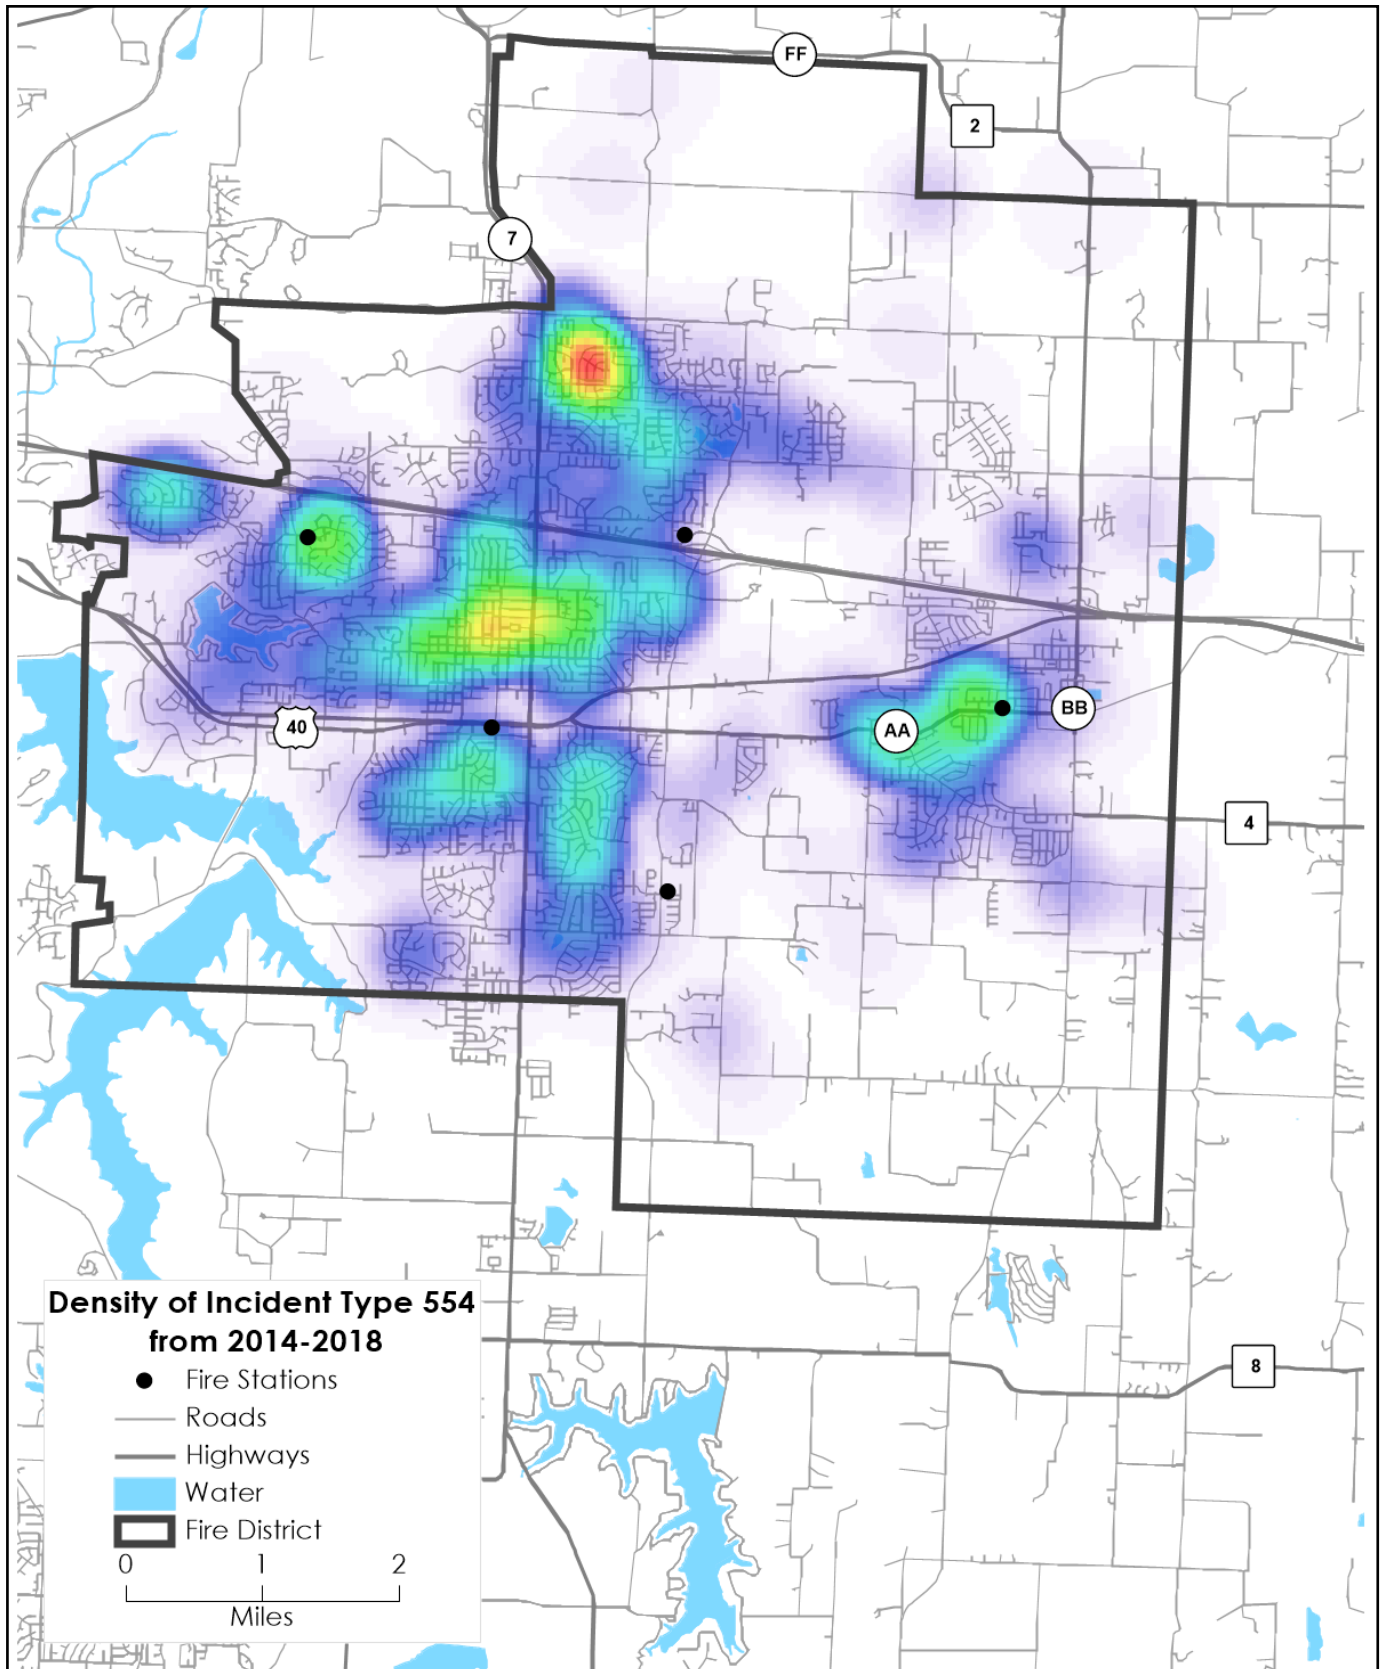 FF
2
7
40
AA
BB
4
8
Density of Incident Type 554
from 2014-2018
Fire Stations
Roads
Highways
Water
Fire District
0 1 2
Miles